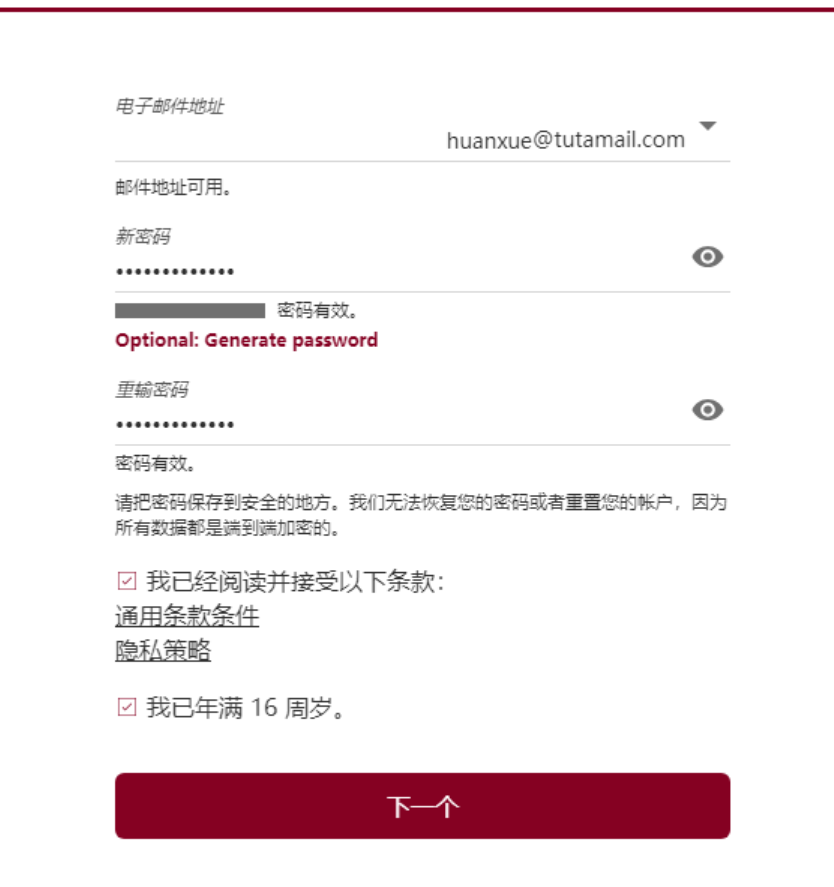 电子邮件地址
huanxue@tutamail.com
邮件地址可用。
新密码
•••••••••••••
密码有效。
Optional: Generate password
重输密码
•••••••••••••
密码有效。
请把密码保存到安全的地方。我们无法恢复您的密码或者重置您的帐户，因为
所有数据都是端到端加密的。
我已经阅读并接受以下条款：
通用条款条件
隐私策略
我已年满 16 周岁。
下一个